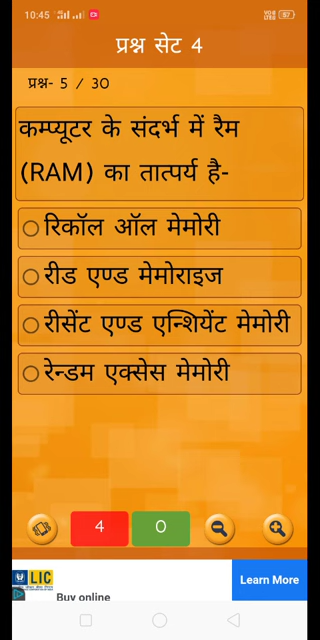 10:45
87
प्रश्न सेट 4
प्रश्न- 5 / 30
कम्प्यूटर के संदर्भ में रैम
(RAM) का तात्पर्य है-
रिकॉल ऑल मेमोरी
रीड एण्ड मेमोराइज
रीसेंट एण्ड एन्शियेंट मेमोरी
रेन्डम एक्सेस मेमोरी
4 0
LIC
Learn More
Buy online